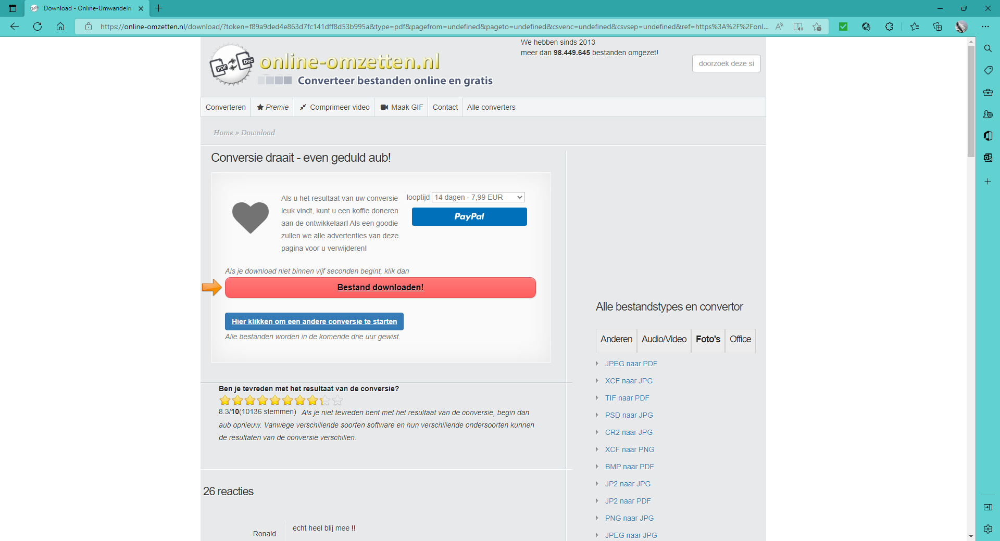 Download - Online-Umwandeln.
https://online-omzetten.nl/download/?token=f89a9ded4e863d7fc141dff8d53b995a&type=pdf&pagefrom=undefined&pageto=undefined&csvenc=undefined&csvsep=undefined&ref=https%3A%2F%2Fonl...
PDF Doc
online-omzetten.nl
Converteer bestanden online en gratis
We hebben sinds 2013
meer dan 98.449.645 bestanden omgezet!
doorzoek deze si
Converteren Premie Comprimeer video Maak GIF Contact Alle converters
Home » Download
Conversie draait - even geduld aub!
Als u het resultaat van uw conversie
leuk vindt, kunt u een koffie doneren
aan de ontwikkelaar! Als een goodie
zullen we alle advertenties van deze
pagina voor u verwijderen!
looptijd 14 dagen - 7,99 EUR
PayPal
Als je download niet binnen vijf seconden begint, klik dan
Bestand downloaden!
Hier klikken om een andere conversie te starten
Alle bestanden worden in de komende drie uur gewist.
Ben je tevreden met het resultaat van de conversie?
8.3/10(10136 stemmen) Als je niet tevreden bent met het resultaat van de conversie, begin dan
aub opnieuw. Vanwege verschillende soorten software en hun verschillende ondersoorten kunnen
de resultaten van de conversie verschillen.
26 reacties
Ronald
echt heel blij mee !!
Alle bestandstypes en convertor
Anderen Audio/Video Foto's Office
JPEG naar PDF
XCF naar JPG
TIF naar PDF
PSD naar JPG
CR2 naar JPG
XCF naar PNG
BMP naar PDF
JP2 naar JPG
JP2 naar PDF
PNG naar JPG
JPEG naar JPG